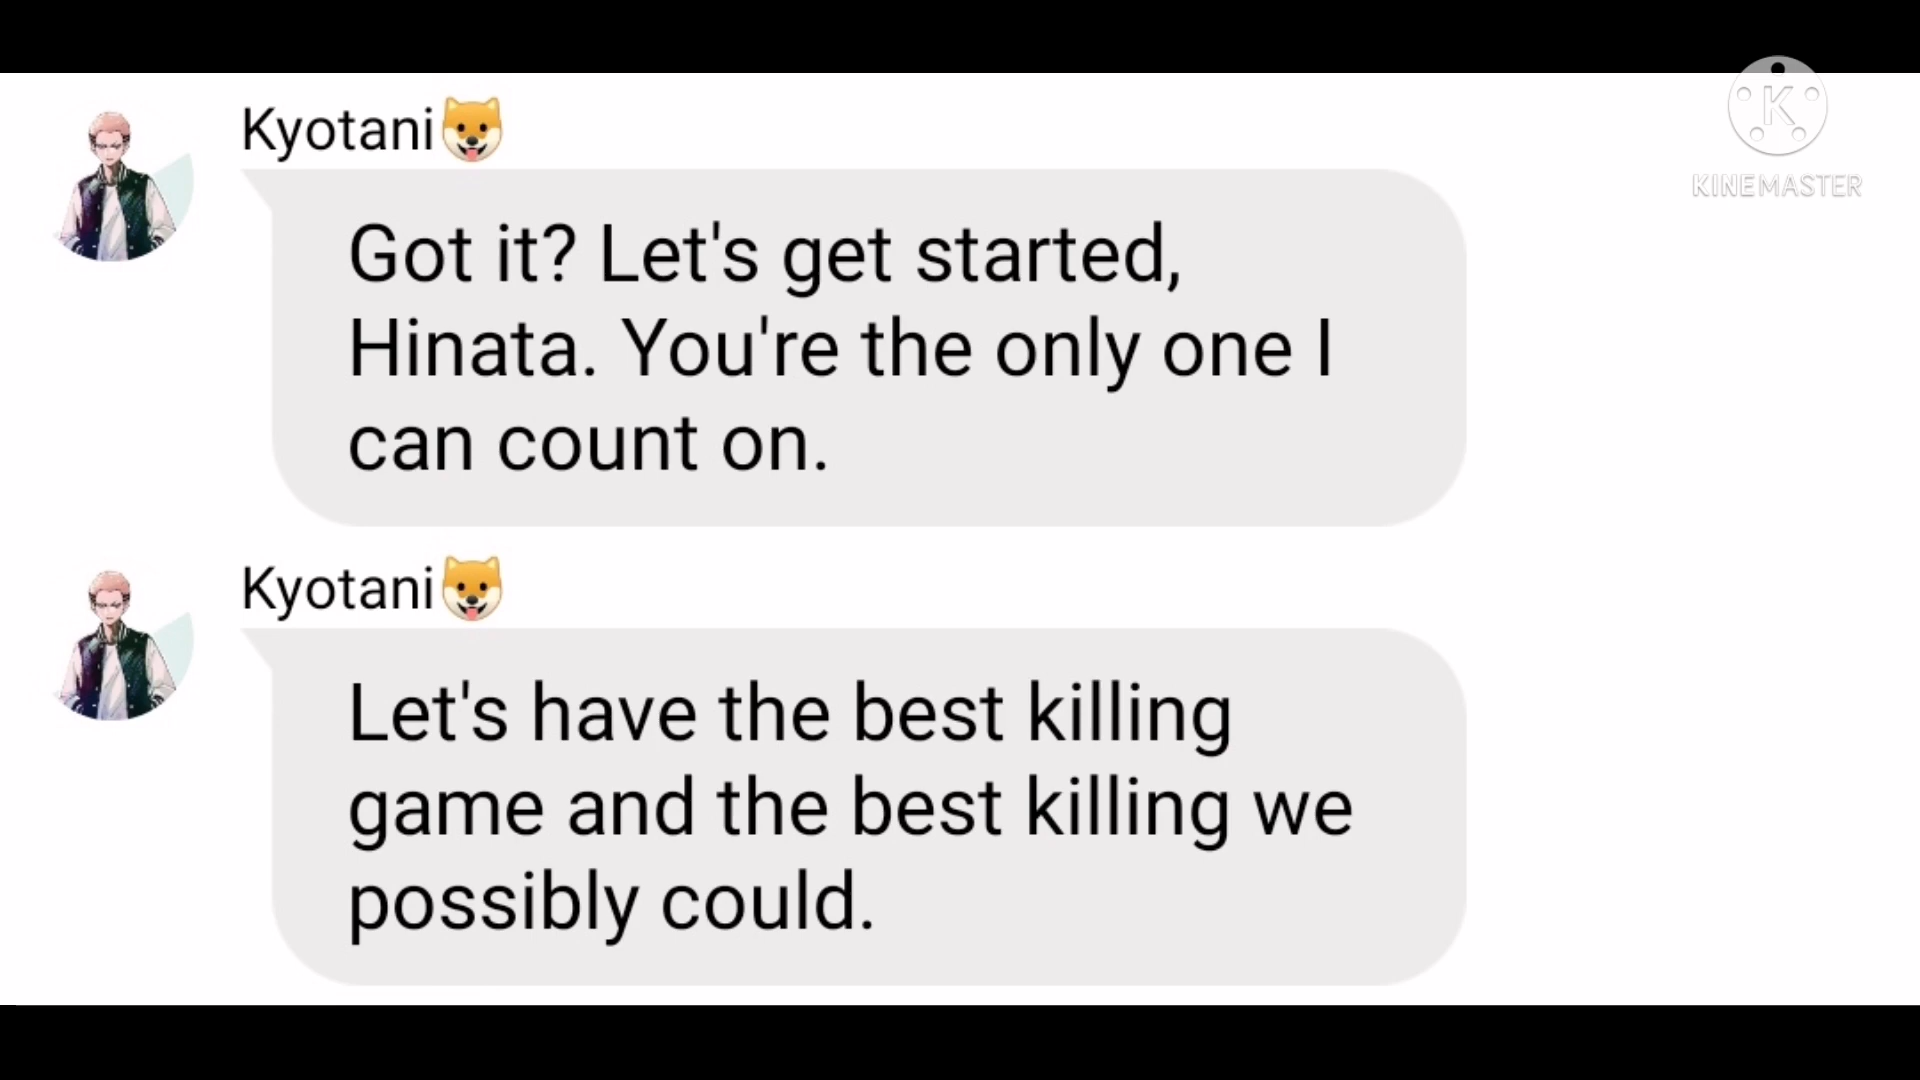 Kyotani🐶
K
KINEMASTER
Got it? Let's get started,
Hinata. You're the only one I
can count on.
Kyotani🐶
Let's have the best killing
game and the best killing we
possibly could.